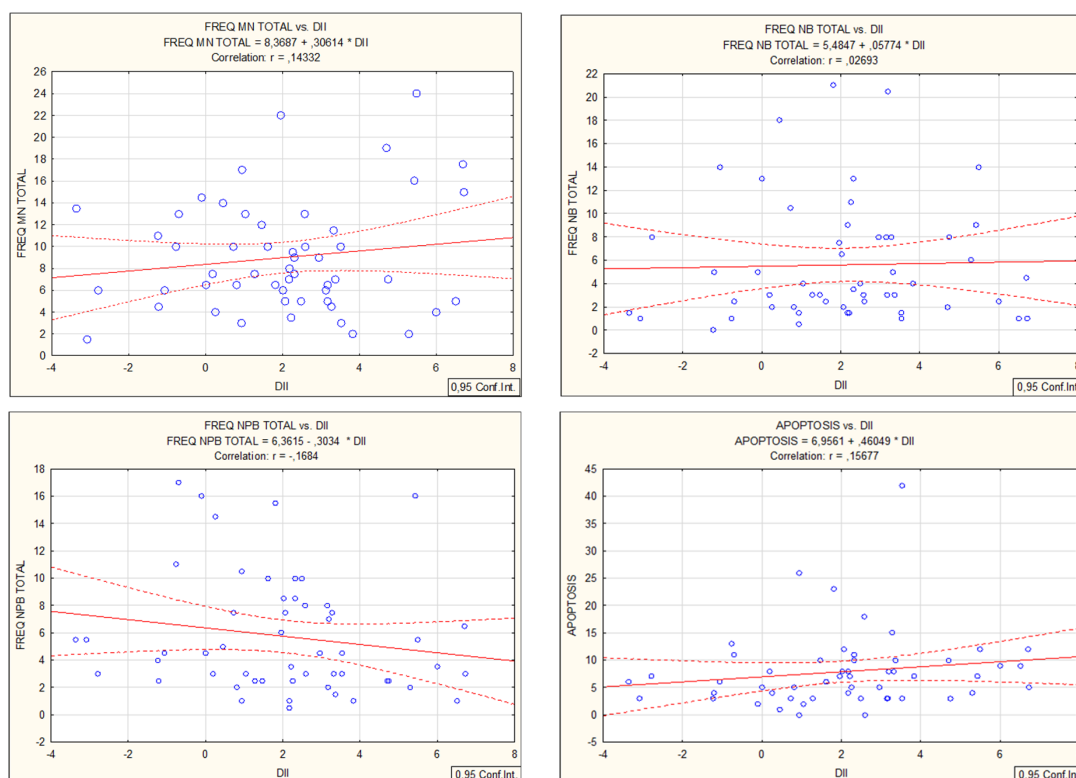 FREQ MN TOTAL vs. DII
FREQ MN TOTAL = 8,3687 + ,30614 * DII
Correlation: r = ,14332
26
24
22
20
18
16
14
12
10
8
6
4
2
0
FREQ MN TOTAL
-4 -2 0 2 4 6 8
DII
0,95 Conf.Int.
FREQ NB TOTAL vs. DII
FREQ NB TOTAL = 5,4847 + ,05774 * DII
Correlation: r = ,02693
22
20
18
16
14
12
10
8
6
4
2
0
-2
FREQ NB TOTAL
-4 -2 0 2 4 6 8
DII
0,95 Conf.Int.
FREQ NPB TOTAL vs. DII
FREQ NPB TOTAL = 6,3615 - ,3034 * DII
Correlation: r = -,1684
18
16
14
12
10
8
6
4
2
0
-2
FREQ NPB TOTAL
-4 -2 0 2 4 6 8
DII
0,95 Conf.Int.
APOPTOSIS vs. DII
APOPTOSIS = 6,9561 + ,46049 * DII
Correlation: r = ,15677
45
40
35
30
25
20
15
10
5
0
-5
APOPTOSIS
-4 -2 0 2 4 6 8
DII
0,95 Conf.Int.